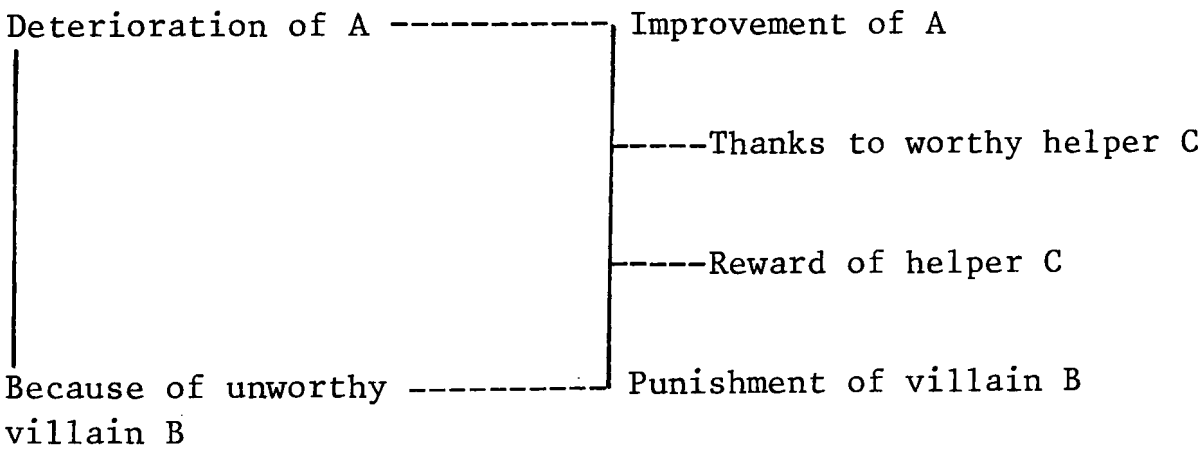 Deterioration of A ----------- Improvement of A
-----Thanks to worthy helper C
-----Reward of helper C
Because of unworthy ---------- Punishment of villain B
villain B